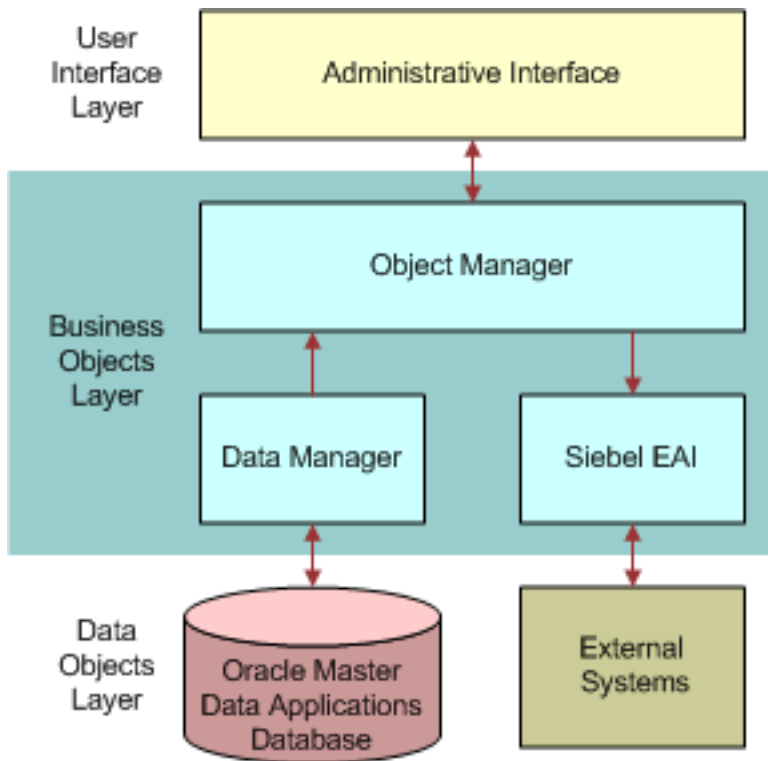 User
Interface
Layer
Administrative Interface
Object Manager
Business
Objects
Layer
Data Manager
Siebel EAI
Data
Objects
Layer
Oracle Master
Data Applications
Database
External
Systems